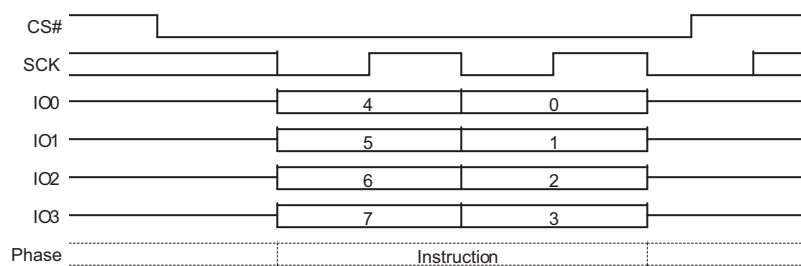 CS#
SCK
IO0 4 0
IO1 5 1
IO2 6 2
IO3 7 3
Phase Instruction